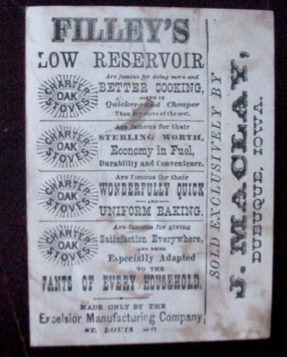 FILLEY'S
LOW RESERVOIR
CHARTER OAK STOVES
Are famous for doing more and
BETTER COOKING,
Quicker and Cheaper
Than any stove of the cost.
CHARTER OAK STOVES
Are famous for their
STERLING WORTH,
Economy in Fuel,
Durability and Convenience.
CHARTER OAK STOVES
Are famous for their
WONDERFULLY QUICK
—AND—
UNIFORM BAKING.
CHARTER OAK STOVES
Are famous for giving
Satisfaction Everywhere,
AND BEING
Especially Adapted
TO THE
WANTS OF EVERY HOUSEHOLD.
MADE ONLY BY THE
Excelsior Manufacturing Company
ST. LOUIS MO
SOLD EXCLUSIVELY BY
J. MACLAY,
DUBUQUE, IOWA.